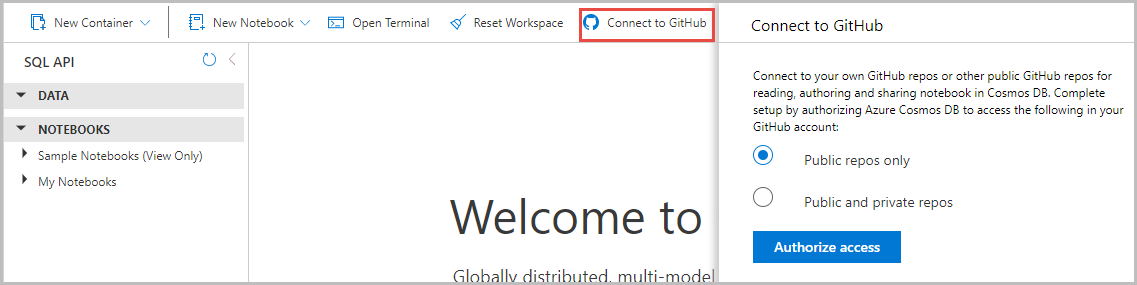 New Container New Notebook Open Terminal Reset Workspace Connect to GitHub
SQL API
DATA
NOTEBOOKS
Sample Notebooks (View Only)
My Notebooks
Welcome to
Globally distributed, multi-model
Connect to GitHub
Connect to your own GitHub repos or other public GitHub repos for
reading, authoring and sharing notebook in Cosmos DB. Complete
setup by authorizing Azure Cosmos DB to access the following in your
GitHub account:
Public repos only
Public and private repos
Authorize access